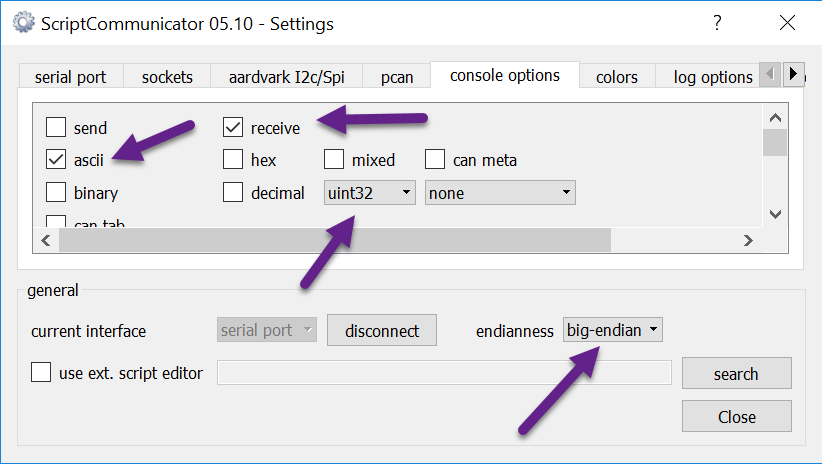 ScriptCommunicator 05.10 - Settings
serial port sockets aardvark I2c/Spi pcan console options colors log options
send receive
ascii hex mixed can meta
binary decimal uint32 none
can tab
general
current interface serial port disconnect endianness big-endian
use ext. script editor search
Close